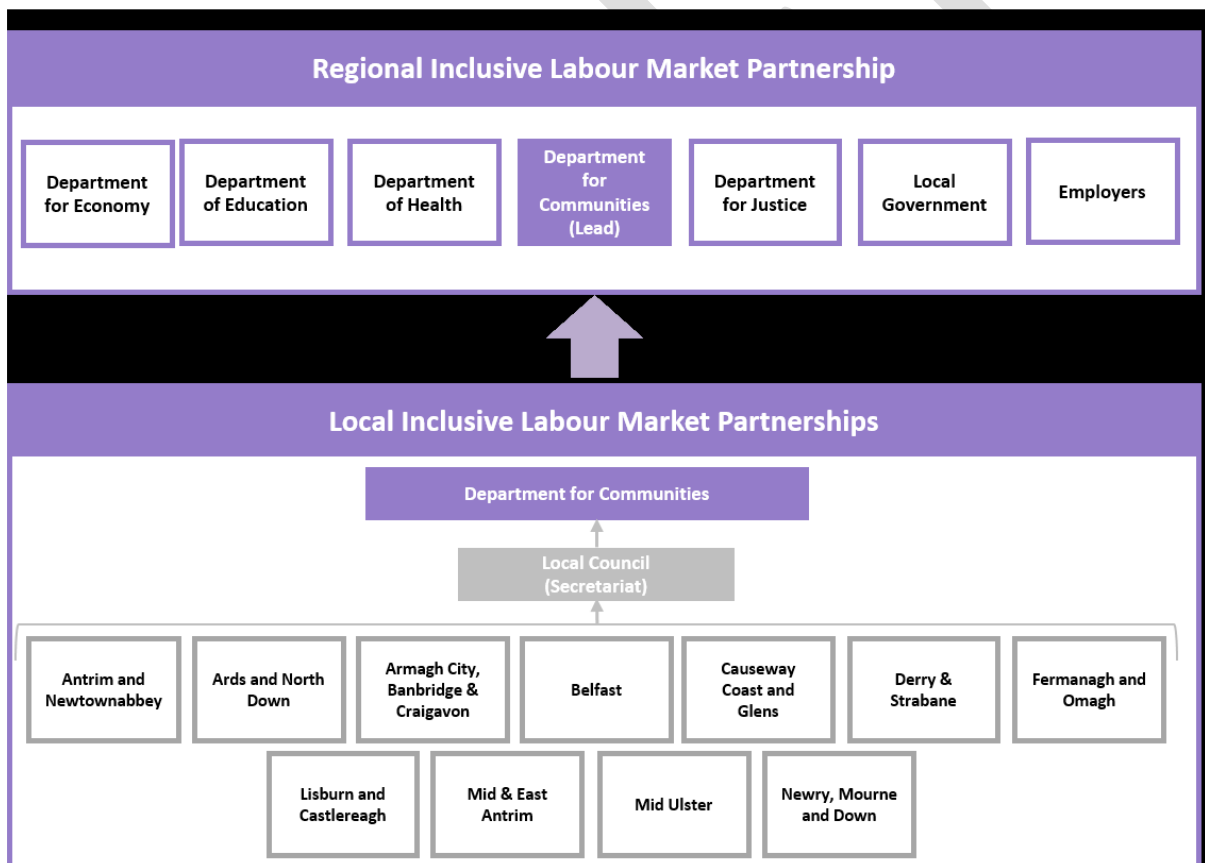 Regional Inclusive Labour Market Partnership
Department
for Economy
Department
of Education
Department
of Health
Department
for
Communities
(Lead)
Department
for Justice
Local
Government
Employers
Local Inclusive Labour Market Partnerships
Department for Communities
Local Council
(Secretariat)
Antrim and
Newtownabbey
Ards and North
Down
Armagh City,
Banbridge &
Craigavon
Belfast
Causeway
Coast and
Glens
Derry &
Strabane
Fermanagh and
Omagh
Lisburn and
Castlereagh
Mid & East
Antrim
Mid Ulster
Newry, Mourne
and Down